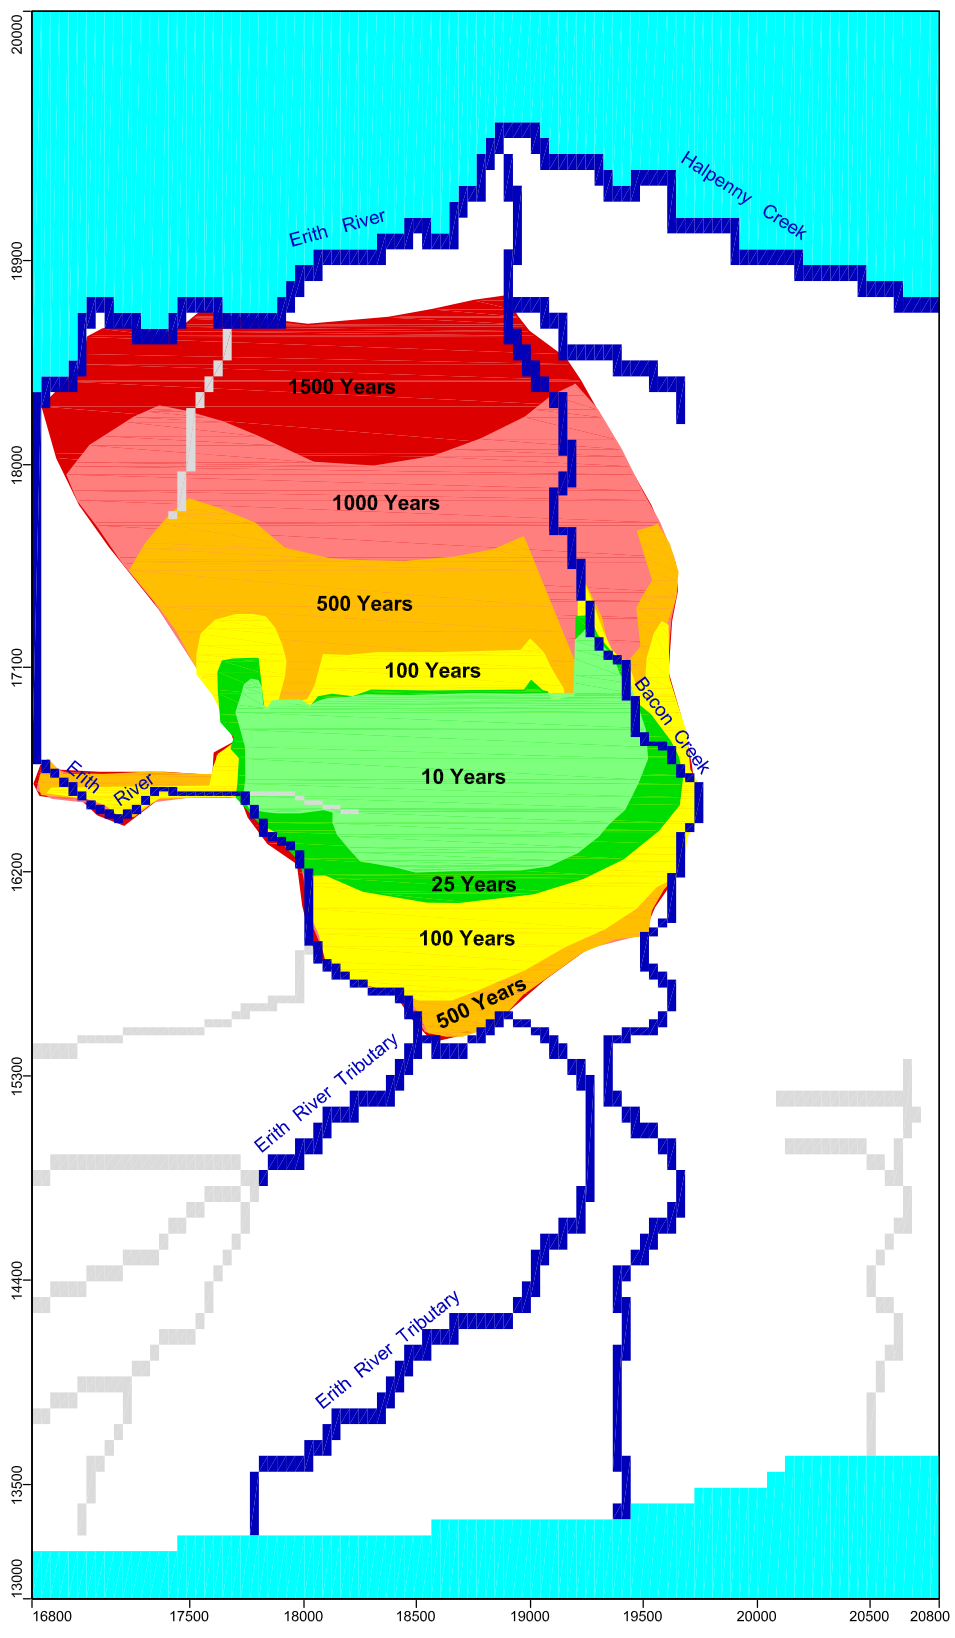 20000
Halpenny Creek
Erith River
18900
1500 Years
18000
1000 Years
500 Years
17100
100 Years
Bacon Creek
Erith River
10 Years
16200
25 Years
100 Years
500 Years
15300
Erith River Tributary
14400
Erith River Tributary
13500
13000
16800 17500 18000 18500 19000 19500 20000 20500 20800